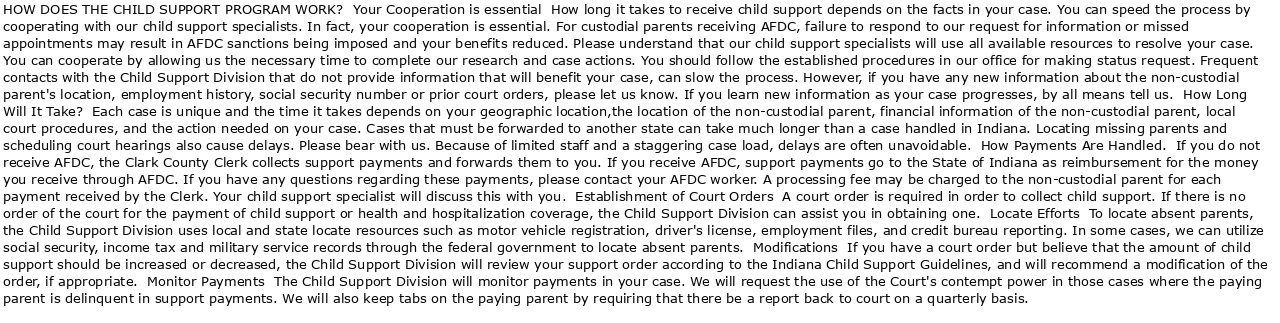 HOW DOES THE CHILD SUPPORT PROGRAM WORK?  Your Cooperation is essential  How long it takes to receive child support depends on the facts in your case. You can speed the process by
cooperating with our child support specialists. In fact, your cooperation is essential. For custodial parents receiving AFDC, failure to respond to our request for information or missed
appointments may result in AFDC sanctions being imposed and your benefits reduced. Please understand that our child support specialists will use all available resources to resolve your case.
You can cooperate by allowing us the necessary time to complete our research and case actions. You should follow the established procedures in our office for making status request. Frequent
contacts with the Child Support Division that do not provide information that will benefit your case, can slow the process. However, if you have any new information about the non-custodial
parent's location, employment history, social security number or prior court orders, please let us know. If you learn new information as your case progresses, by all means tell us.  How Long
Will It Take?  Each case is unique and the time it takes depends on your geographic location,the location of the non-custodial parent, financial information of the non-custodial parent, local
court procedures, and the action needed on your case. Cases that must be forwarded to another state can take much longer than a case handled in Indiana. Locating missing parents and
scheduling court hearings also cause delays. Please bear with us. Because of limited staff and a staggering case load, delays are often unavoidable.  How Payments Are Handled.  If you do not
receive AFDC, the Clark County Clerk collects support payments and forwards them to you. If you receive AFDC, support payments go to the State of Indiana as reimbursement for the money
you receive through AFDC. If you have any questions regarding these payments, please contact your AFDC worker. A processing fee may be charged to the non-custodial parent for each
payment received by the Clerk. Your child support specialist will discuss this with you.  Establishment of Court Orders  A court order is required in order to collect child support. If there is no
order of the court for the payment of child support or health and hospitalization coverage, the Child Support Division can assist you in obtaining one.  Locate Efforts  To locate absent parents,
the Child Support Division uses local and state locate resources such as motor vehicle registration, driver's license, employment files, and credit bureau reporting. In some cases, we can utilize
social security, income tax and military service records through the federal government to locate absent parents.  Modifications  If you have a court order but believe that the amount of child
support should be increased or decreased, the Child Support Division will review your support order according to the Indiana Child Support Guidelines, and will recommend a modification of the
order, if appropriate.  Monitor Payments  The Child Support Division will monitor payments in your case. We will request the use of the Court's contempt power in those cases where the paying
parent is delinquent in support payments. We will also keep tabs on the paying parent by requiring that there be a report back to court on a quarterly basis.